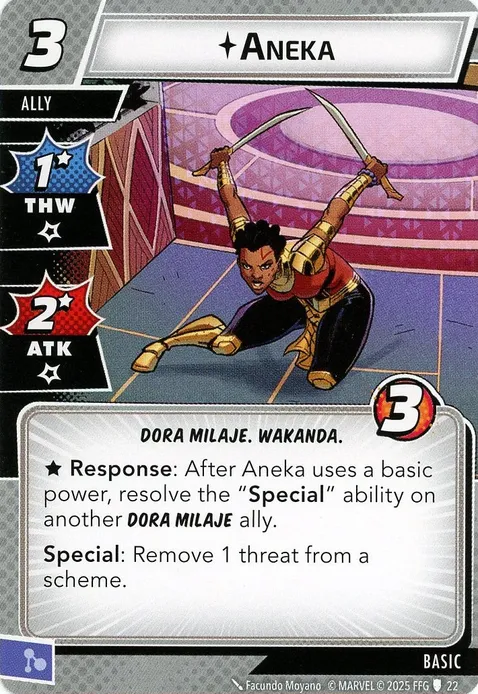 3
Aneka
ALLY
1
THW
2
ATK
3
DORA MILAJE. WAKANDA.
Response: After Aneka uses a basic
power, resolve the “Special” ability on
another DORA MILAJE ally.
Special: Remove 1 threat from a
scheme.
BASIC
Facundo Moyano © MARVEL © 2025 FFG 22